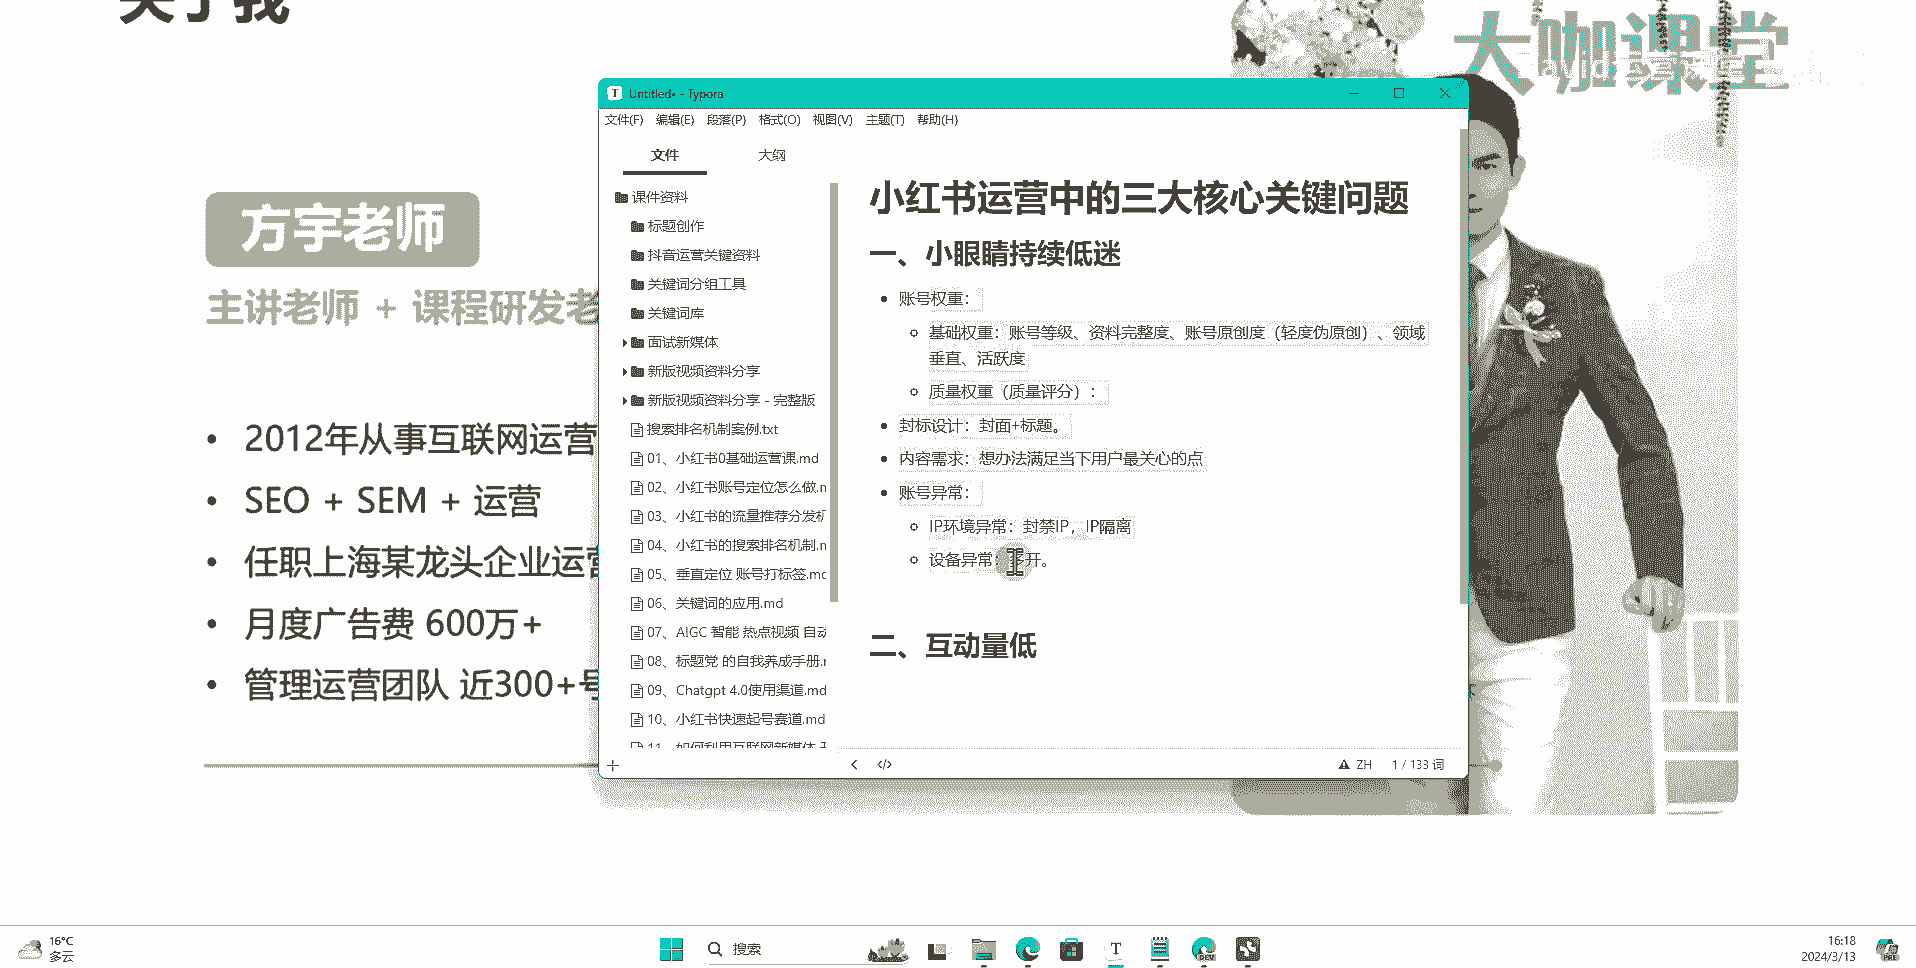 关于我
大咖课堂
方宇老师
主讲老师 + 课程研发老
2012年从事互联网运营
SEO + SEM + 运营
任职上海某龙头企业运营
月度广告费 600万+
管理运营团队 近300+号
Untitled• - Typora
文件(F) 编辑(E) 段落(P) 格式(O) 视图(V) 主题(T) 帮助(H)
文件 大纲
课件资料
标题创作
抖音运营关键资料
关键词分组工具
关键词库
面试新媒体
新版视频资料分享
新版视频资料分享 - 完整版
搜索排名机制案例.txt
01、小红书0基础运营课.md
02、小红书账号定位怎么做.m
03、小红书的流量推荐分发机
04、小红书的搜索排名机制.m
05、垂直定位 账号打标签.md
06、关键词的应用.md
07、AIGC 智能 热点视频 自动
08、标题党 的自我养成手册.m
09、Chatgpt 4.0使用渠道.md
10、小红书快速起号赛道.md
11、如何利用互联网新媒体
小红书运营中的三大核心关键问题
一、小眼睛持续低迷
账号权重：
基础权重：账号等级、资料完整度、账号原创度（轻度伪原创）、领域
垂直、活跃度
质量权重（质量评分）：
封标设计：封面+标题。
内容需求：想办法满足当下用户最关心的点
账号异常：
IP环境异常：封禁IP，IP隔离
设备异常：多开。
二、互动量低
ZH 1 / 133 词
16°C
多云
搜索
16:18
2024/3/13